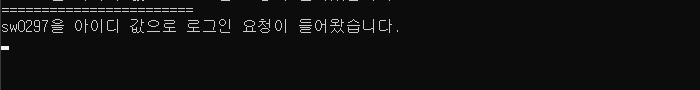 ========================
sw0297을 아이디 값으로 로그인 요청이 들어왔습니다.